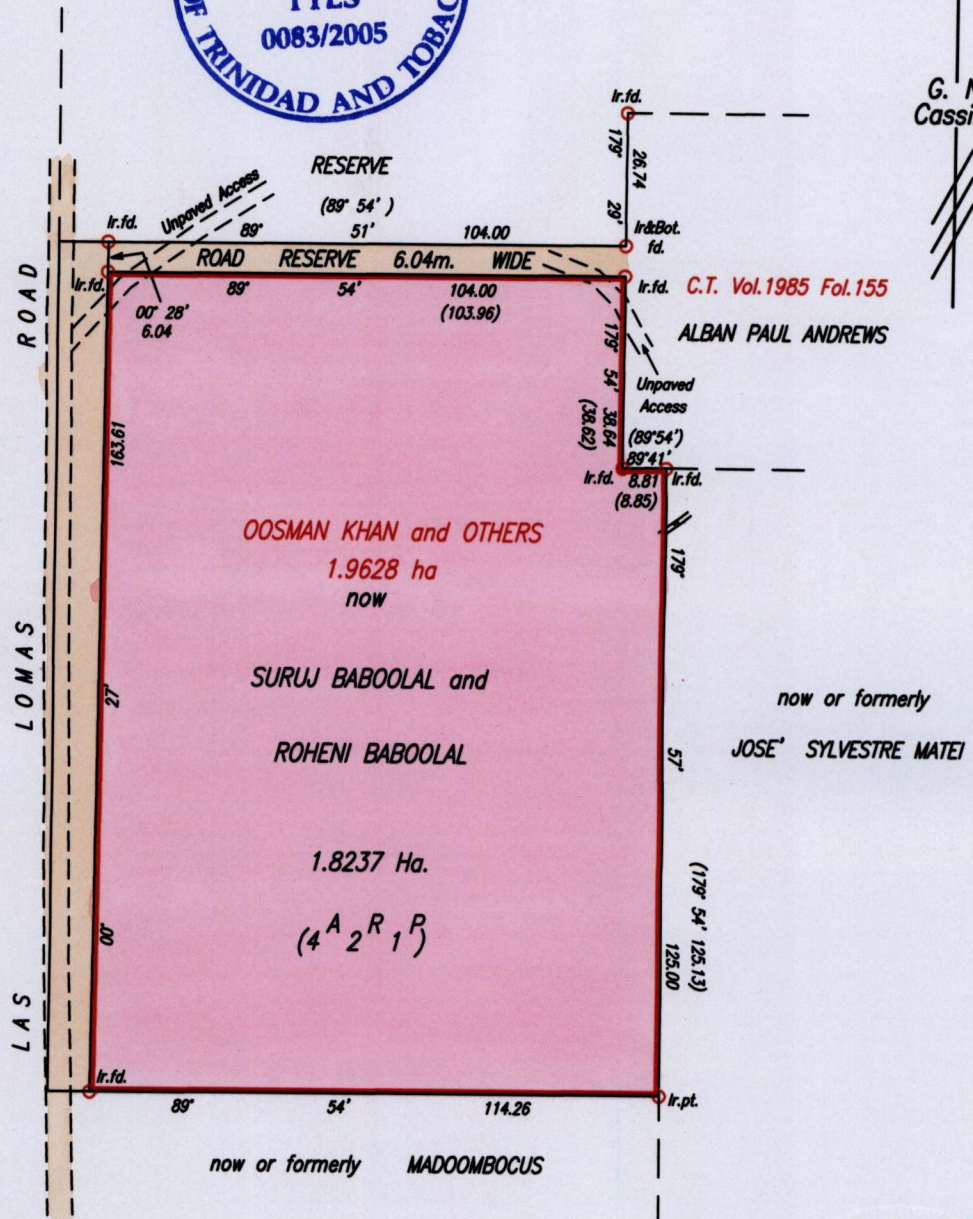 TTLS
0083/2005
OF TRINIDAD AND TOBAG
Ir.fd.
179° 29'
26.74
G. N
Cassi
RESERVE
(89° 54')
Unpaved Access
Ir.fd.
89° 51' 104.00
Ir&Bot.
fd.
ROAD RESERVE 6.04m. WIDE
Ir.fd.
89° 54' 104.00
(103.96)
00° 28'
6.04
Ir.fd.
C.T. Vol.1985 Fol.155
ALBAN PAUL ANDREWS
179° 54' 38.64
(38.62)
Unpaved
Access
(89°54')
89°41'
8.81
(8.85)
Ir.fd.
Ir.fd.
LAS LOMAS ROAD
00° 27' 163.61
OOSMAN KHAN and OTHERS
1.9628 ha
now
SURUJ BABOOLAL and
ROHENI BABOOLAL
1.8237 Ha.
(4 A 2 R 1 P)
179° 57' 125.00
(179° 54' 125.13)
now or formerly
JOSE' SYLVESTRE MATEI
Ir.fd.
89° 54' 114.26
Ir.pt.
now or formerly MADOOMBOCUS